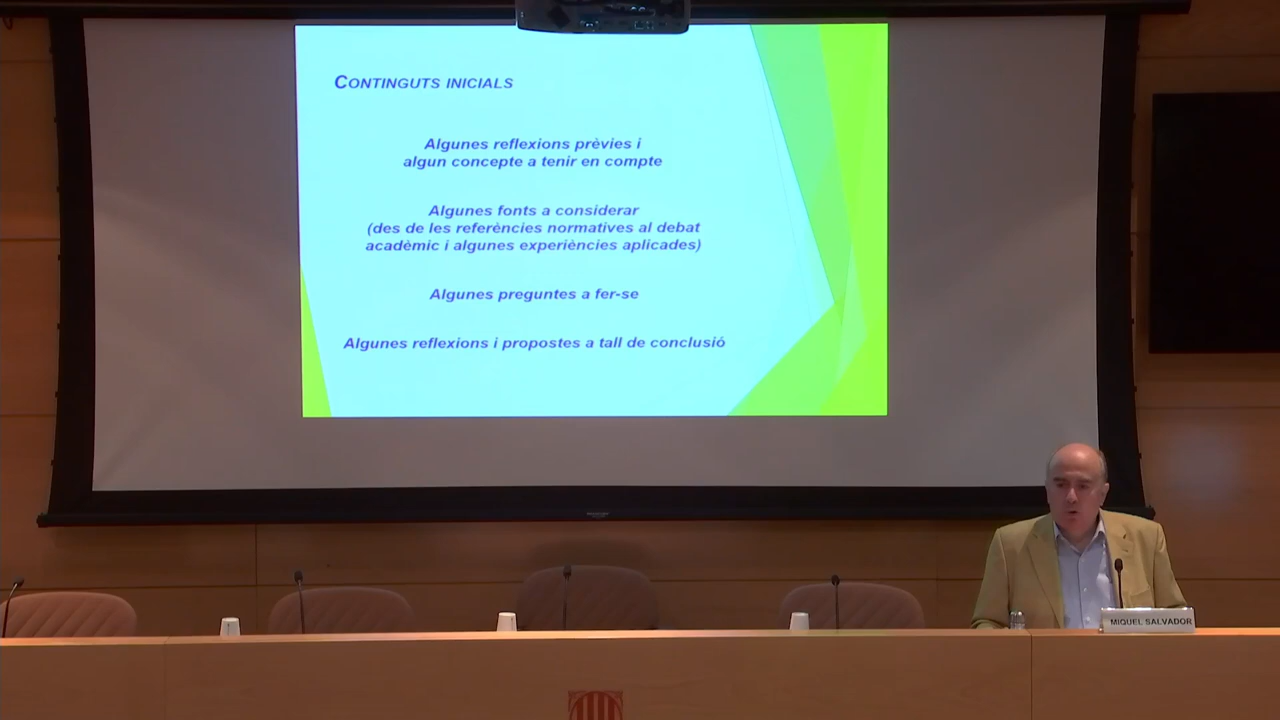 CONTINGUTS INICIALS
Algunes reflexions prèvies i
algun concepte a tenir en compte
Algunes fonts a considerar
(des de les referències normatives al debat
acadèmic i algunes experiències aplicades)
Algunes preguntes a fer-se
Algunes reflexions i propostes a tall de conclusió
MIQUEL SALVADOR